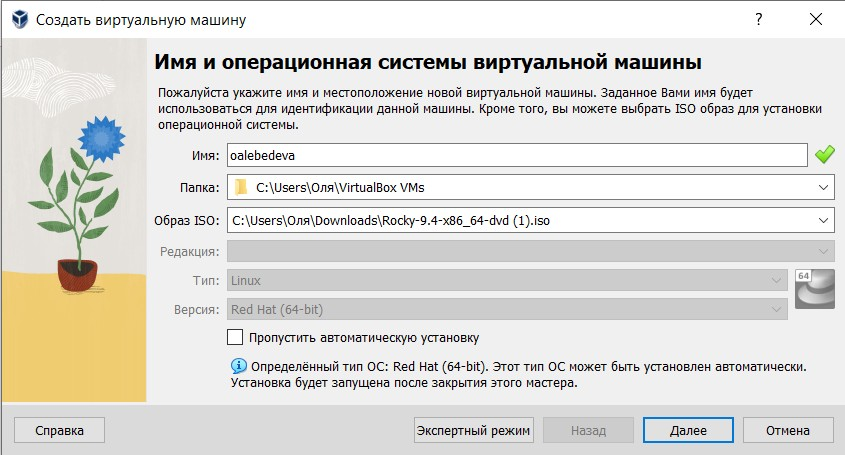 Создать виртуальную машину
?
Имя и операционная системы виртуальной машины
Пожалуйста укажите имя и местоположение новой виртуальной машины. Заданное Вами имя будет
использоваться для идентификации данной машины. Кроме того, вы можете выбрать ISO образ для установки
операционной системы.
Имя: oalebedeva
Папка: C:\Users\Оля\VirtualBox VMs
Образ ISO: C:\Users\Оля\Downloads\Rocky-9.4-x86_64-dvd (1).iso
Редакция:
Тип: Linux
64
Версия: Red Hat (64-bit)
Пропустить автоматическую установку
Определённый тип ОС: Red Hat (64-bit). Этот тип ОС может быть установлен автоматически.
Установка будет запущена после закрытия этого мастера.
Справка Экспертный режим Назад Далее Отмена